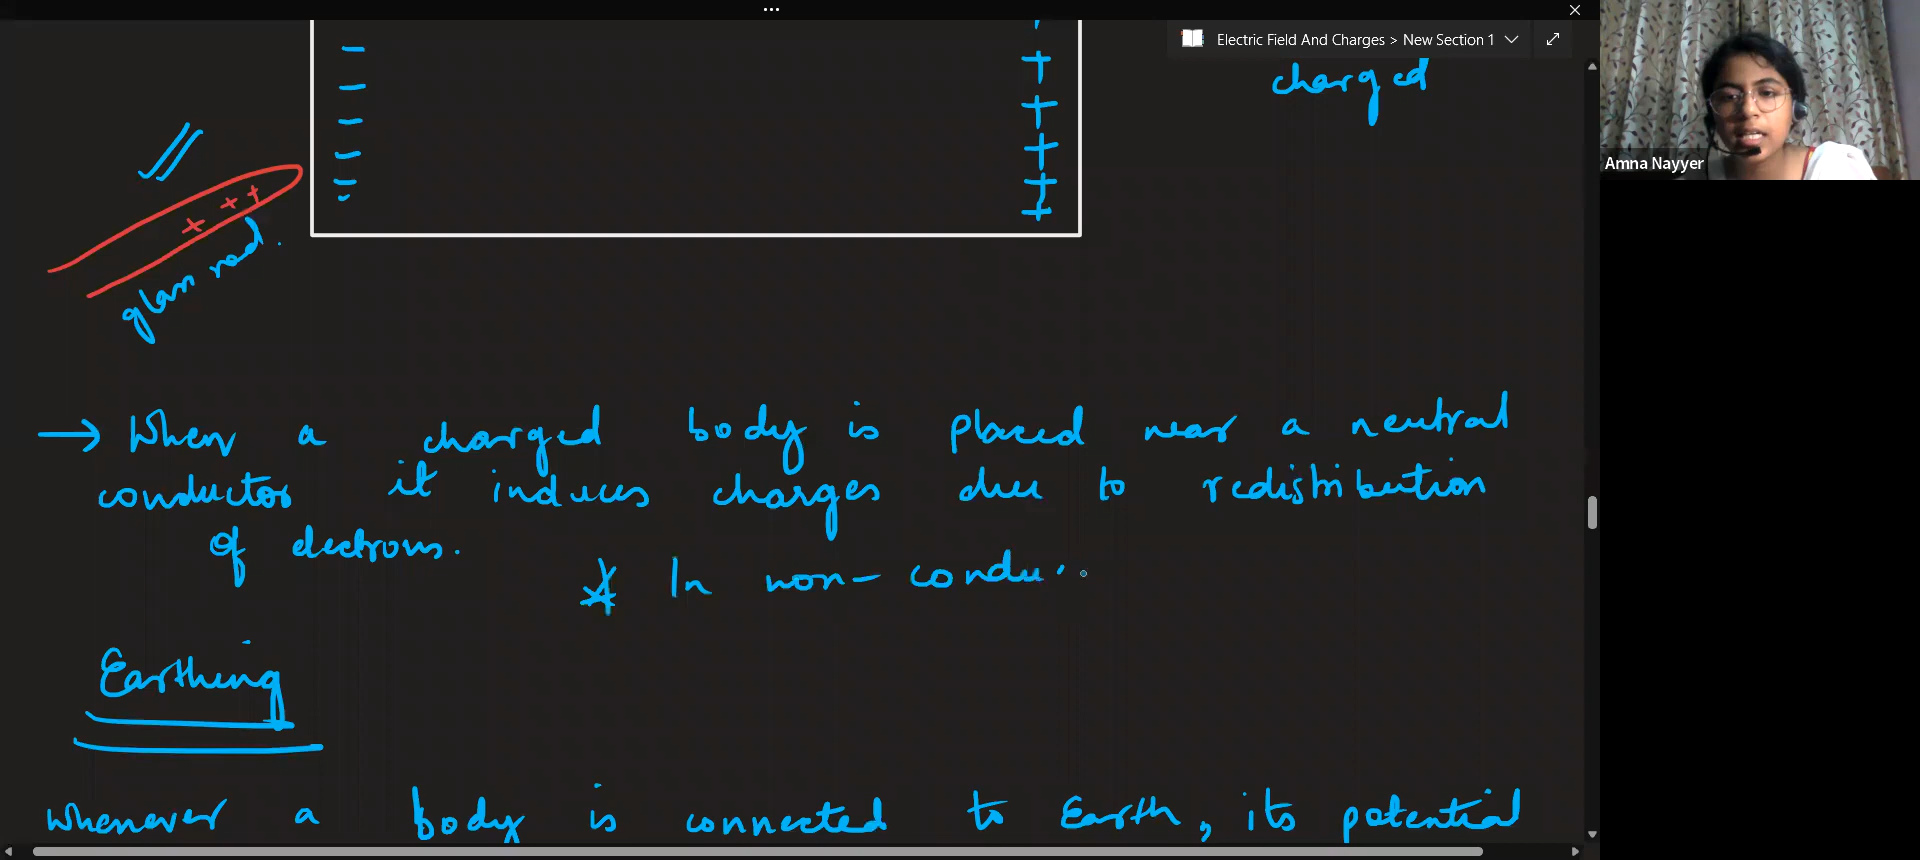 Electric Field And Charges > New Section 1
charged
Amna Nayyer
glass rod.
→ When a charged body is placed near a neutral
conductor it induces charges due to redistribution
of electrons.
* In non-condu
Earthing
whenever a body is connected to Earth, its potential